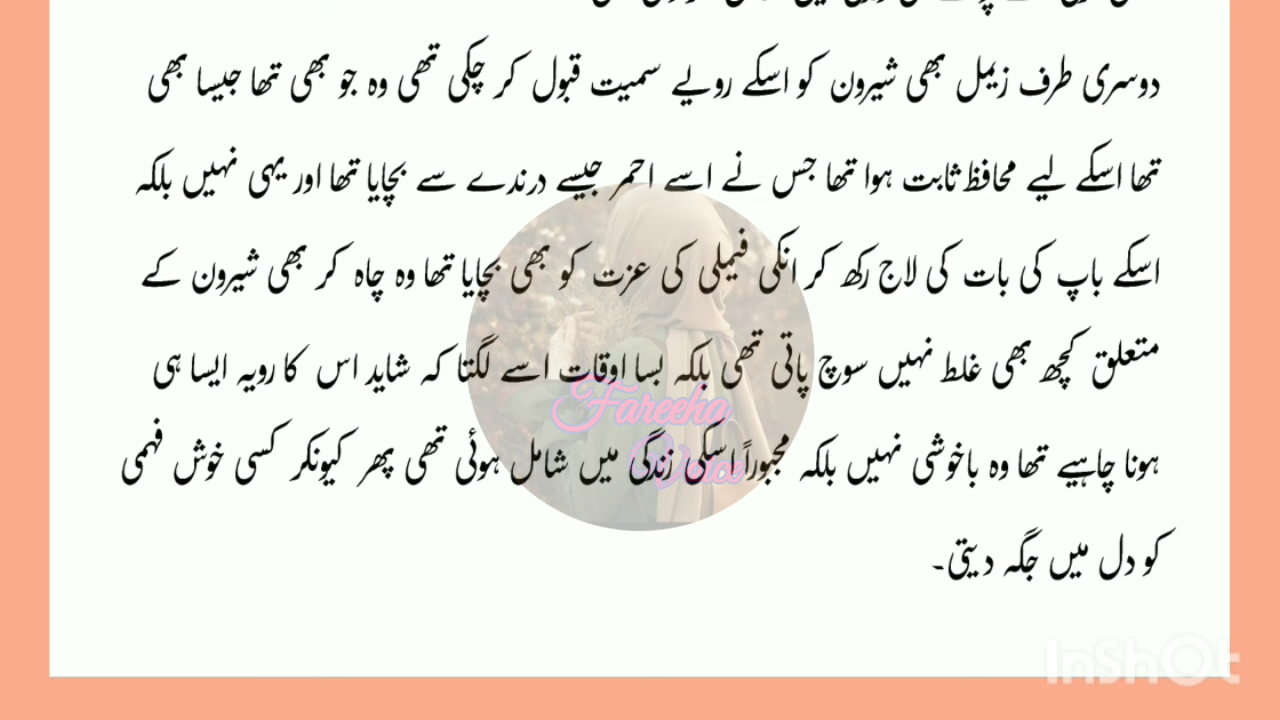 دوسری طرف زیمل بھی شیرون کو اسکے رویے سمیت قبول کر چکی تھی وہ جو بھی تھا جیسا بھی
تھا اسکے لیے محافظ ثابت ہوا تھا جس نے اسے احمر جیسے درندے سے بچایا تھا اور یہی نہیں بلکہ
اسکے باپ کی بات کی لاج رکھ کر انکی فیملی کی عزت کو بھی بچایا تھا وہ چاہ کر بھی شیرون کے
متعلق کچھ بھی غلط نہیں سوچ پاتی تھی بلکہ بسا اوقات اسے لگتا کہ شاید اس کا رویہ ایسا ہی
ہونا چاہیے تھا وہ باخوشی نہیں بلکہ مجبوراً اسکی زندگی میں شامل ہوئی تھی پھر کیونکر کسی خوش فہمی
کو دل میں جگہ دیتی۔
Fareeha
Voice
InShOt